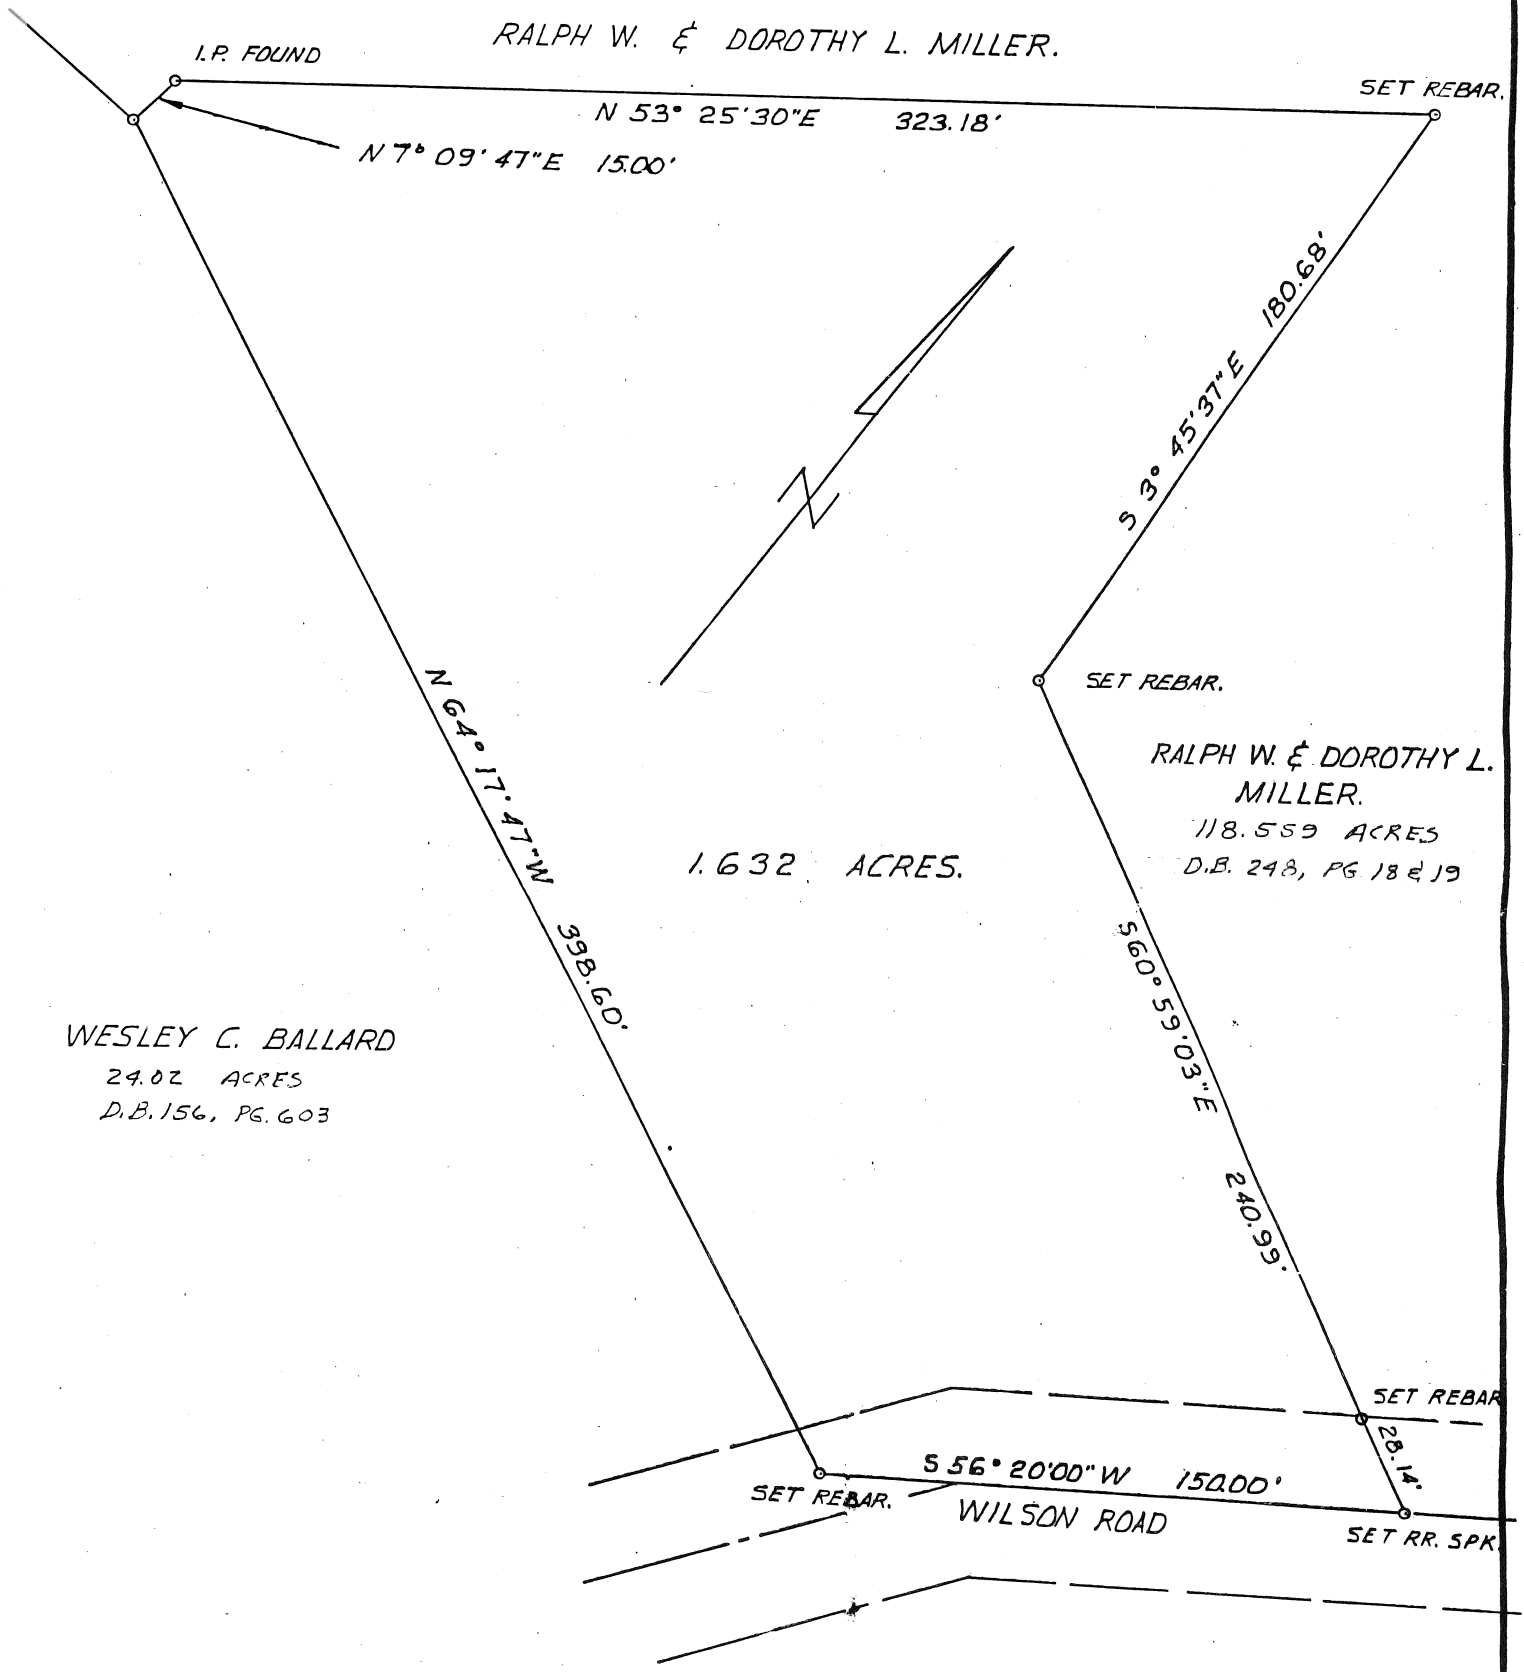 RALPH W. & DOROTHY L. MILLER.
I.P. FOUND
SET REBAR.
N 53° 25'30"E 323.18'
N 7° 09' 47"E 15.00'
S 3° 45'37"E 180.68'
N
SET REBAR.
N 64° 17' 47"W 398.60'
RALPH W. & DOROTHY L.
MILLER.
118.559 ACRES
D.B. 248, PG 18 & 19
1.632 ACRES.
S 60° 59'03"E 240.99'
WESLEY C. BALLARD
24.02 ACRES
D.B. 156, PG. 603
SET REBAR
28.14'
S 56° 20'00" W 150.00'
SET REBAR.
WILSON ROAD
SET RR. SPK.